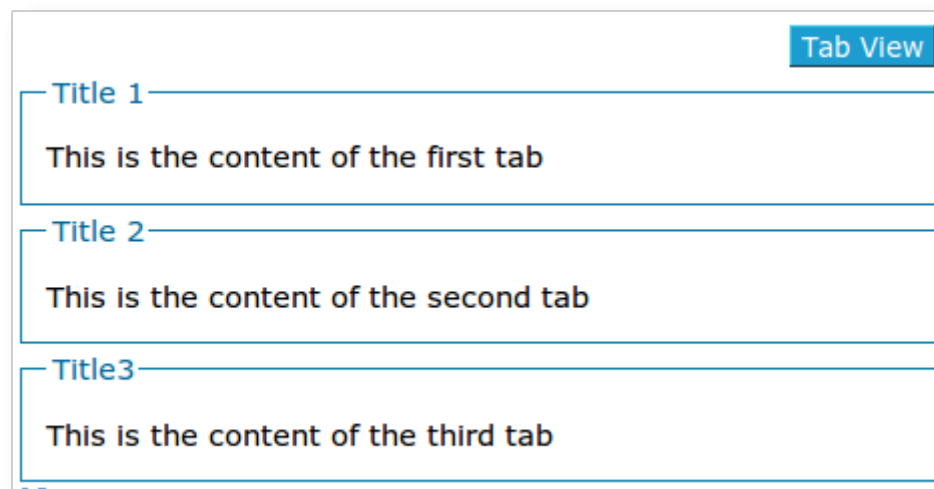 Tab View
Title 1
This is the content of the first tab
Title 2
This is the content of the second tab
Title3
This is the content of the third tab